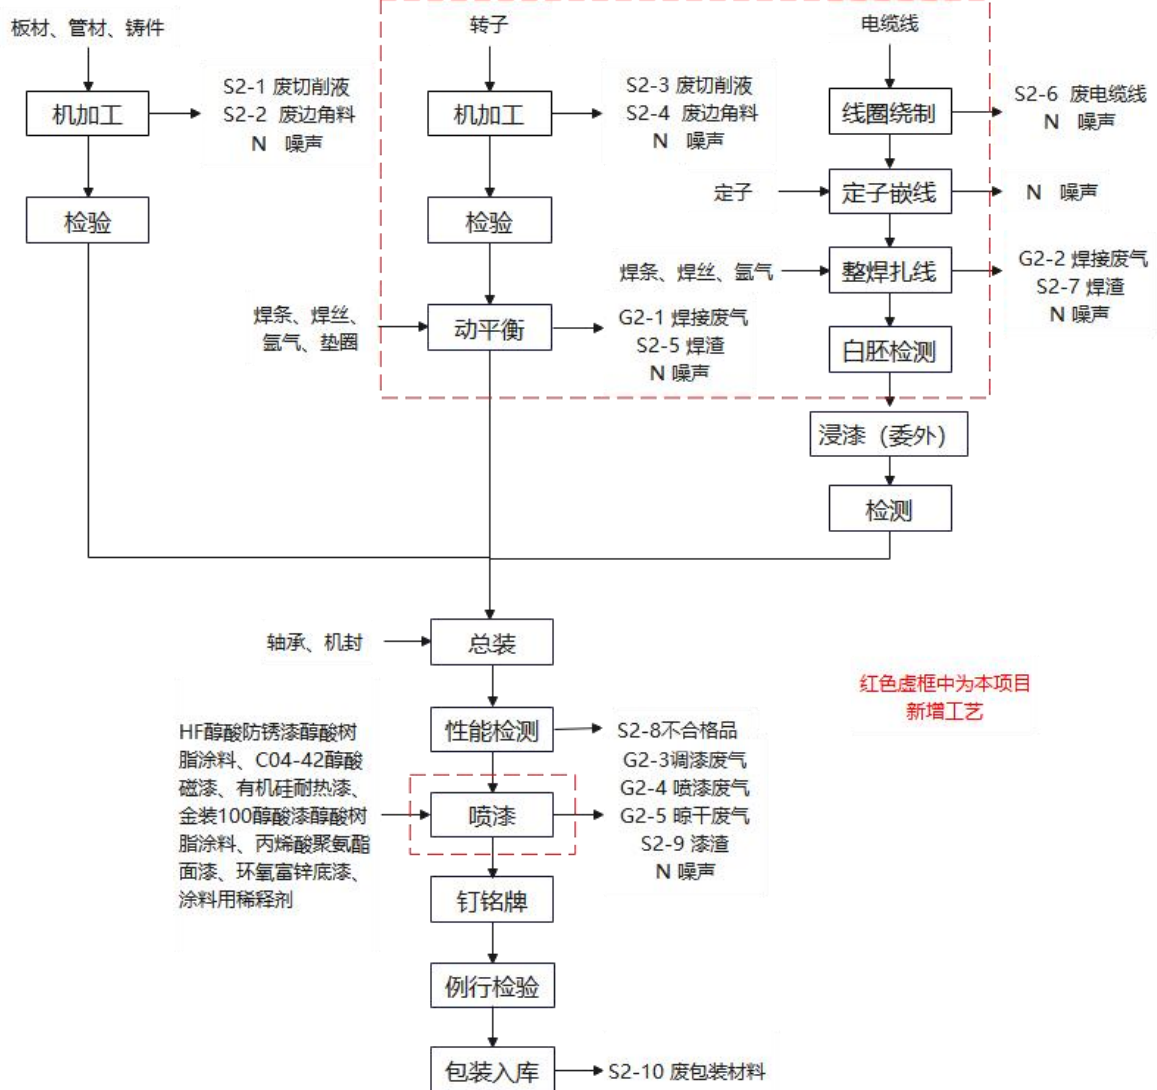 板材、管材、铸件
转子
电缆线
机加工
S2-1 废切削液
S2-2 废边角料
N 噪声
机加工
S2-3 废切削液
S2-4 废边角料
N 噪声
线圈绕制
S2-6 废电缆线
N 噪声
检验
检验
定子
定子嵌线
N 噪声
焊条、焊丝、氩气
整焊扎线
G2-2 焊接废气
S2-7 焊渣
N 噪声
焊条、焊丝、
氩气、垫圈
动平衡
G2-1 焊接废气
S2-5 焊渣
N 噪声
白胚检测
浸漆（委外）
检测
轴承、机封
总装
红色虚框中为本项目
新增工艺
性能检测
S2-8不合格品
HF醇酸防锈漆醇酸树
脂涂料、C04-42醇酸
磁漆、有机硅耐热漆、
金装100醇酸漆醇酸树
脂涂料、丙烯酸聚氨酯
面漆、环氧富锌底漆、
涂料用稀释剂
喷漆
G2-3调漆废气
G2-4 喷漆废气
G2-5 晾干废气
S2-9 漆渣
N 噪声
钉铭牌
例行检验
包装入库
S2-10 废包装材料